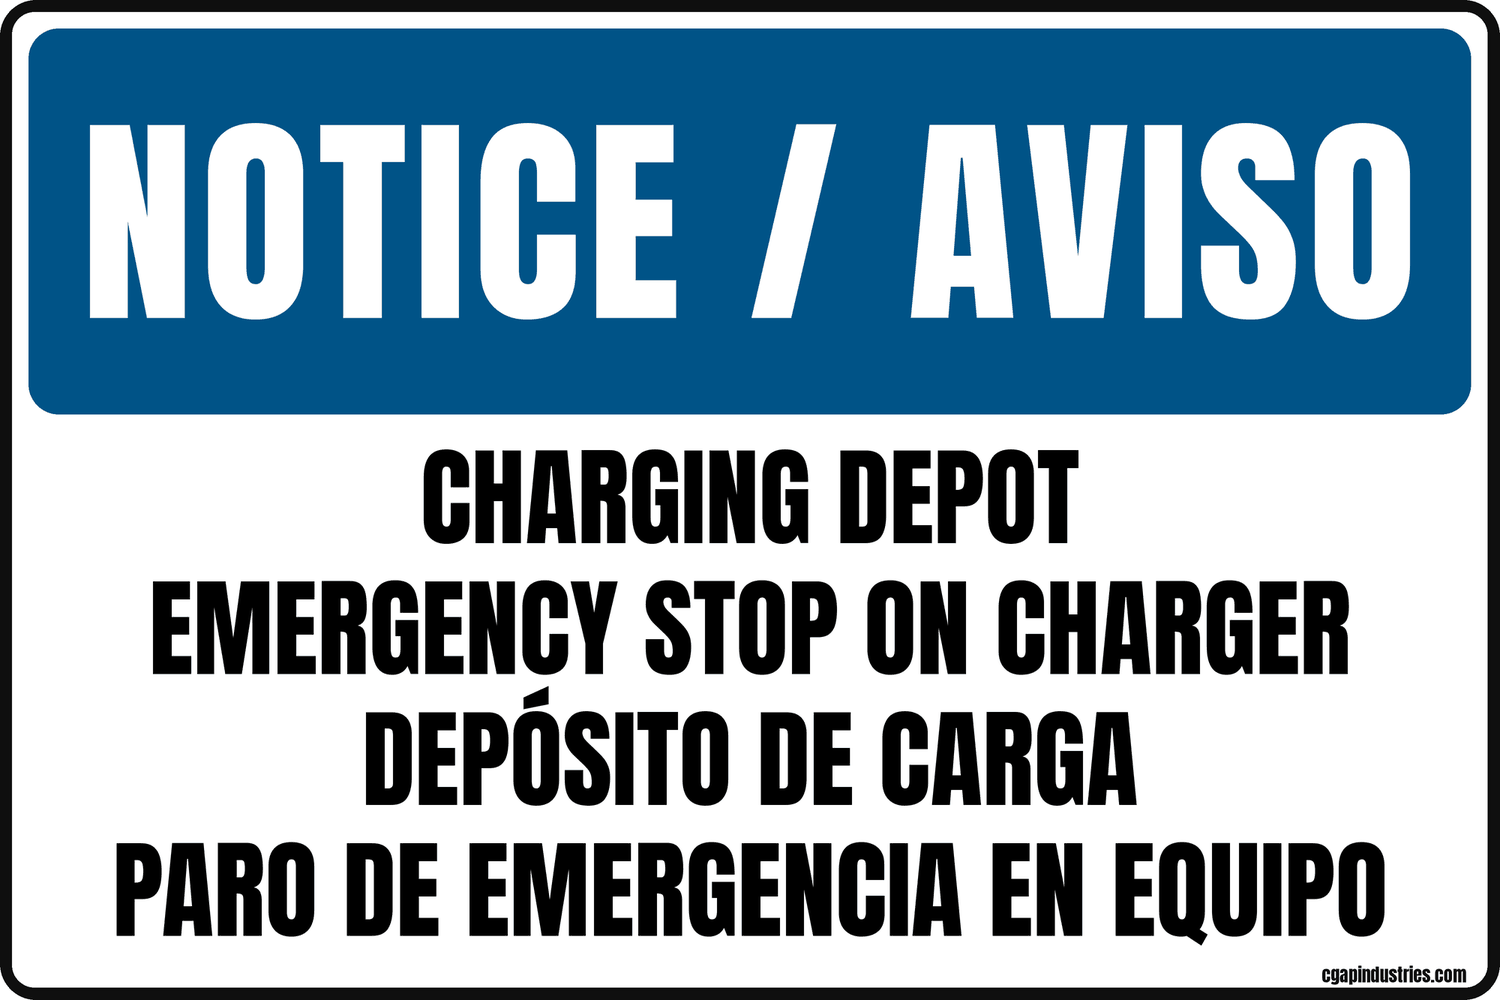 NOTICE / AVISO
CHARGING DEPOT
EMERGENCY STOP ON CHARGER
DEPÓSITO DE CARGA
PARO DE EMERGENCIA EN EQUIPO
cgapindustries.com